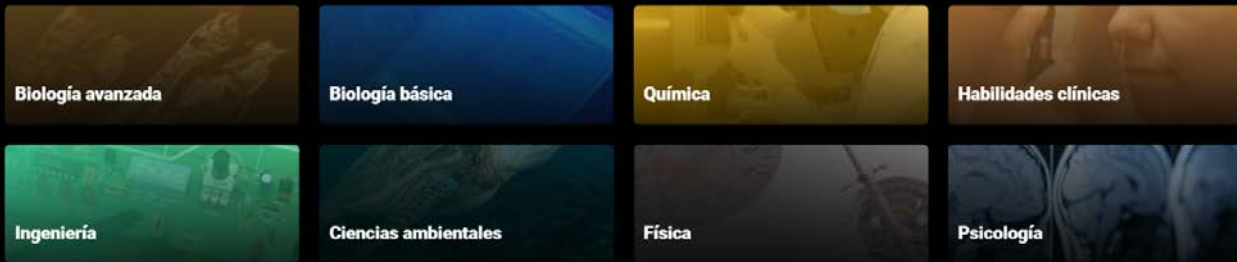 Biología avanzada
Biología básica
Química
Habilidades clínicas
Ingeniería
Ciencias ambientales
Física
Psicología